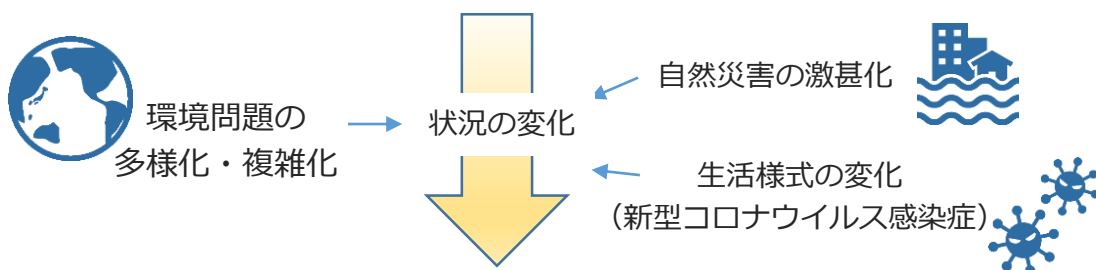 環境問題の
多様化・複雑化
状況の変化
自然災害の激甚化
生活様式の変化
（新型コロナウイルス感染症）